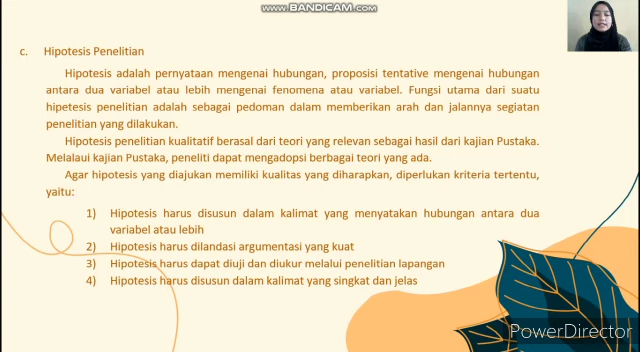 www.BANDICAM.com
c. Hipotesis Penelitian
Hipotesis adalah pernyataan mengenai hubungan, proposisi tentative mengenai hubungan
antara dua variabel atau lebih mengenai fenomena atau variabel. Fungsi utama dari suatu
hipetesis penelitian adalah sebagai pedoman dalam memberikan arah dan jalannya segiatan
penelitian yang dilakukan.
Hipotesis penelitian kualitatif berasal dari teori yang relevan sebagai hasil dari kajian Pustaka.
Melalaui kajian Pustaka, peneliti dapat mengadopsi berbagai teori yang ada.
Agar hipotesis yang diajukan memiliki kualitas yang diharapkan, diperlukan kriteria tertentu,
yaitu:
1) Hipotesis harus disusun dalam kalimat yang menyatakan hubungan antara dua
variabel atau lebih
2) Hipotesis harus dilandasi argumentasi yang kuat
3) Hipotesis harus dapat diuji dan diukur melalui penelitian lapangan
4) Hipotesis harus disusun dalam kalimat yang singkat dan jelas
PowerDirector